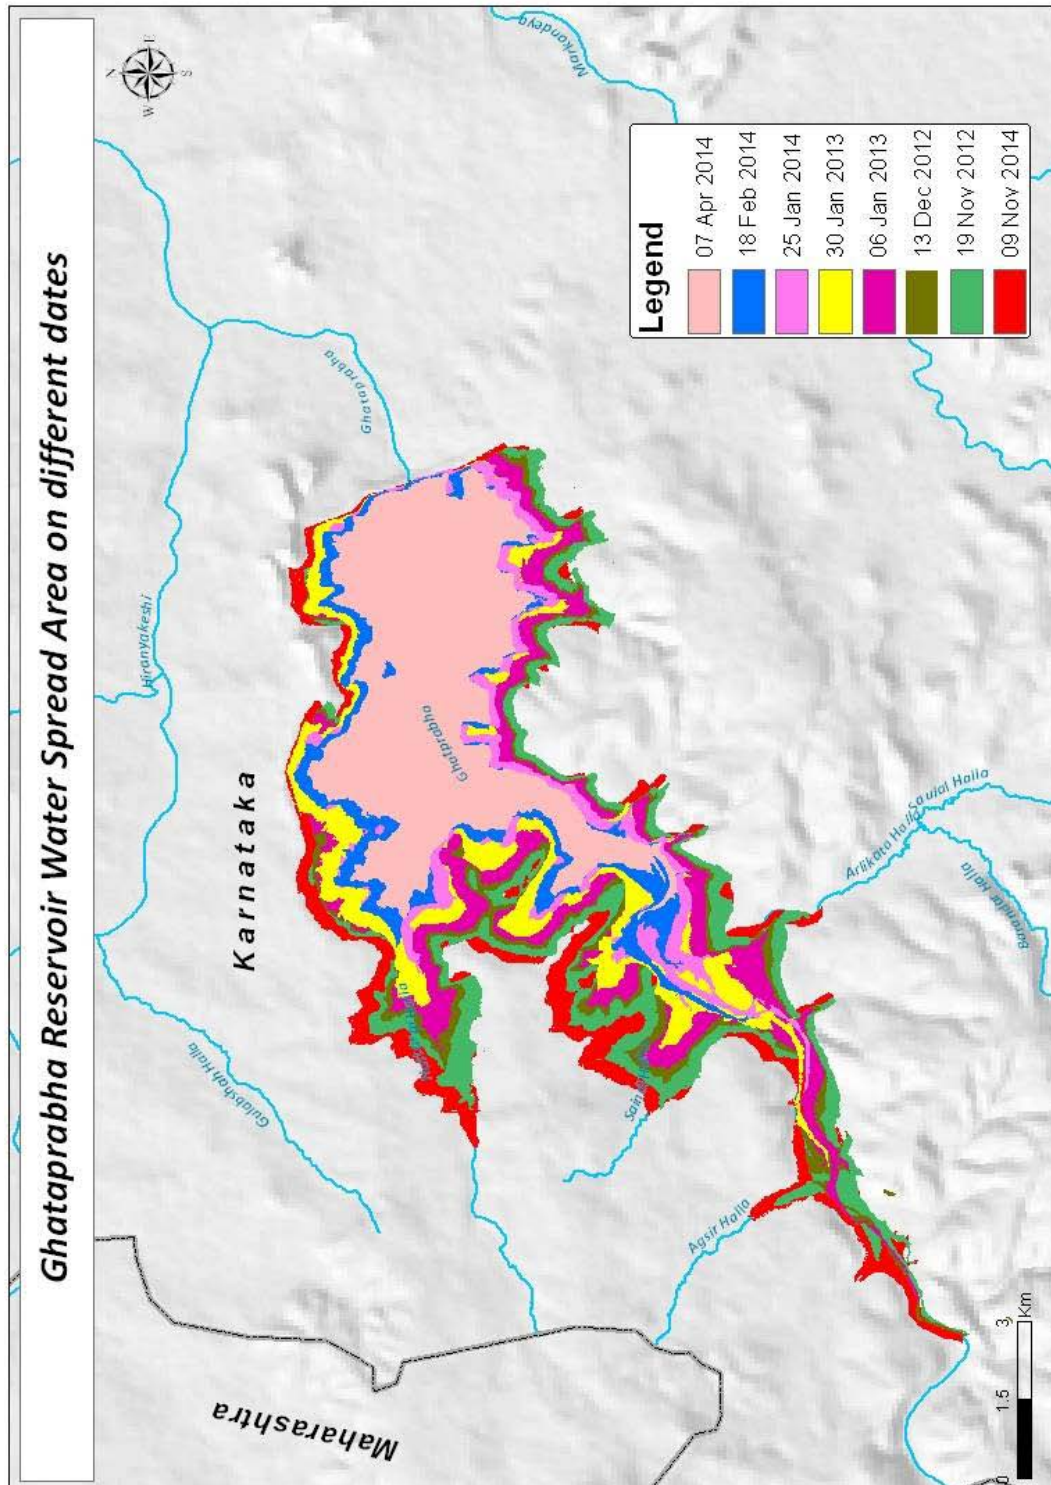 Ghataprabha Reservoir Water Spread Area on different dates
N
E
S
W
Markandeya
Hiranyakeshi
Ghataprabha
Karnataka
Ghatprabha
Gulabshah Halla
Maharashtra
Agsir Halla
Arlikato Halla
Legend
07 Apr 2014
18 Feb 2014
25 Jan 2014
30 Jan 2013
06 Jan 2013
13 Dec 2012
19 Nov 2012
09 Nov 2014
0
1.5
3
Km